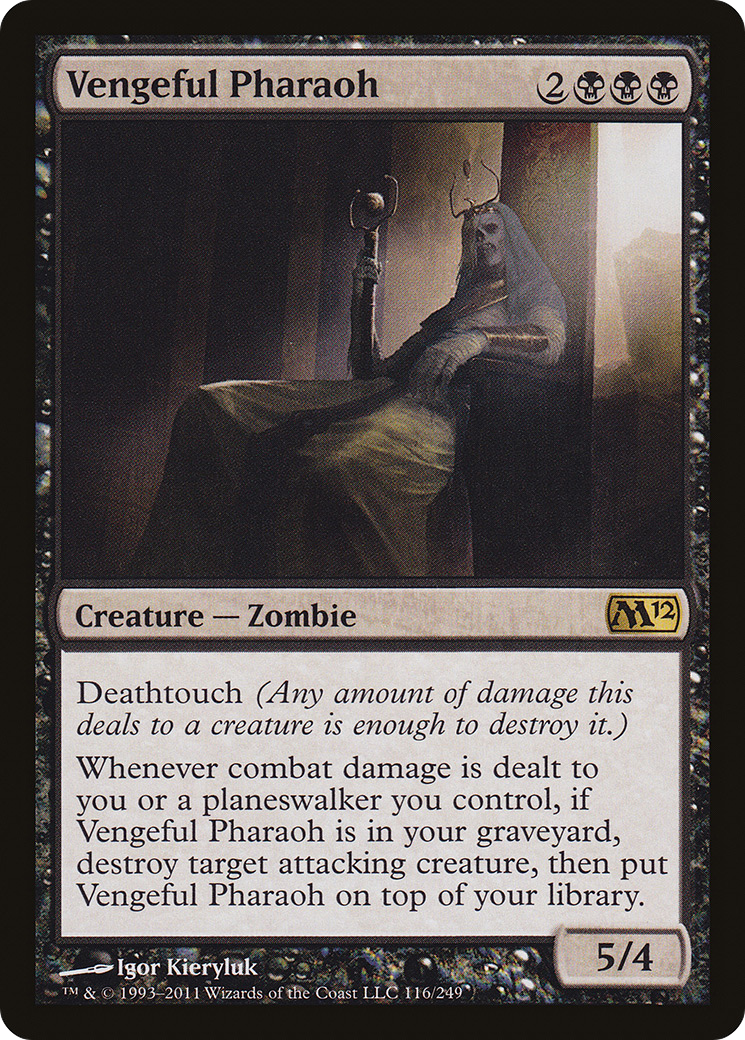 Vengeful Pharaoh
2
Creature — Zombie
M12
Deathtouch (Any amount of damage this
deals to a creature is enough to destroy it.)
Whenever combat damage is dealt to
you or a planeswalker you control, if
Vengeful Pharaoh is in your graveyard,
destroy target attacking creature, then put
Vengeful Pharaoh on top of your library.
5/4
Igor Kieryluk
™ & © 1993–2011 Wizards of the Coast LLC 116/249